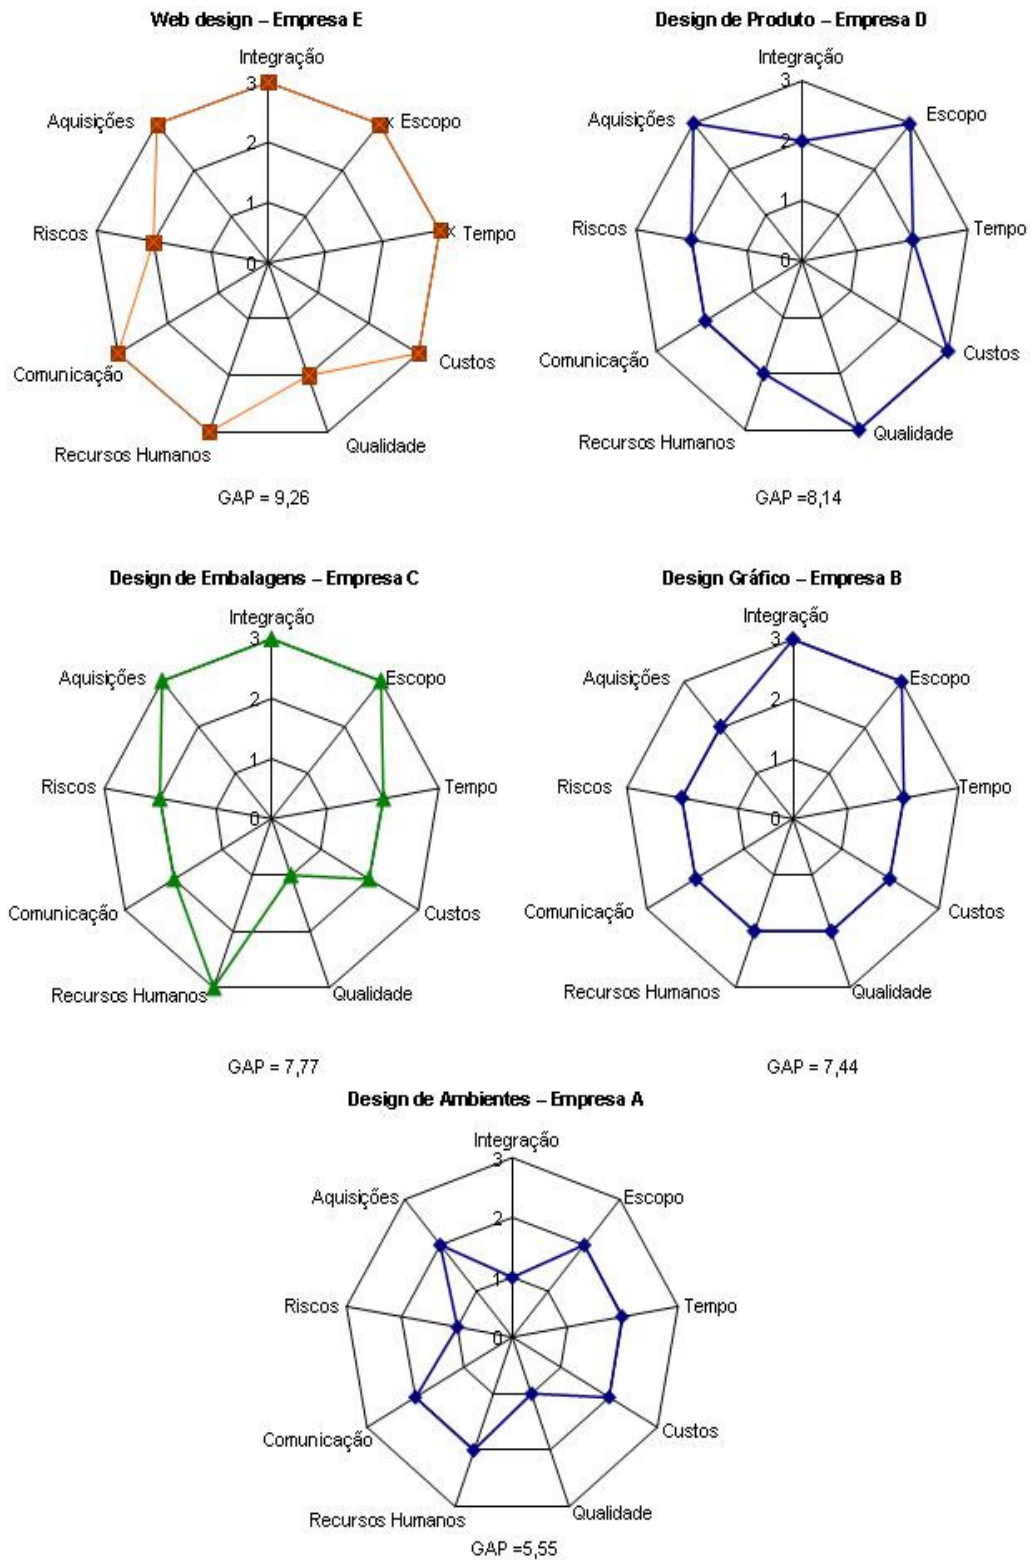 Web design – Empresa E
Integração
3
Aquisições
x Escopo
2
1
Riscos
x Tempo
0
Comunicação
Custos
Recursos Humanos
Qualidade
GAP = 9,26
Design de Produto – Empresa D
Integração
3
Aquisições
Escopo
2
1
Riscos
Tempo
0
Comunicação
Custos
Recursos Humanos
Qualidade
GAP =8,14
Design de Embalagens – Empresa C
Integração
3
Aquisições
Escopo
2
1
Riscos
Tempo
0
Comunicação
Custos
Recursos Humanos
Qualidade
GAP = 7,77
Design Gráfico – Empresa B
Integração
3
Aquisições
Escopo
2
1
Riscos
Tempo
0
Comunicação
Custos
Recursos Humanos
Qualidade
GAP = 7,44
Design de Ambientes – Empresa A
Integração
3
Aquisições
Escopo
2
1
Riscos
Tempo
0
Comunicação
Custos
Recursos Humanos
Qualidade
GAP =5,55